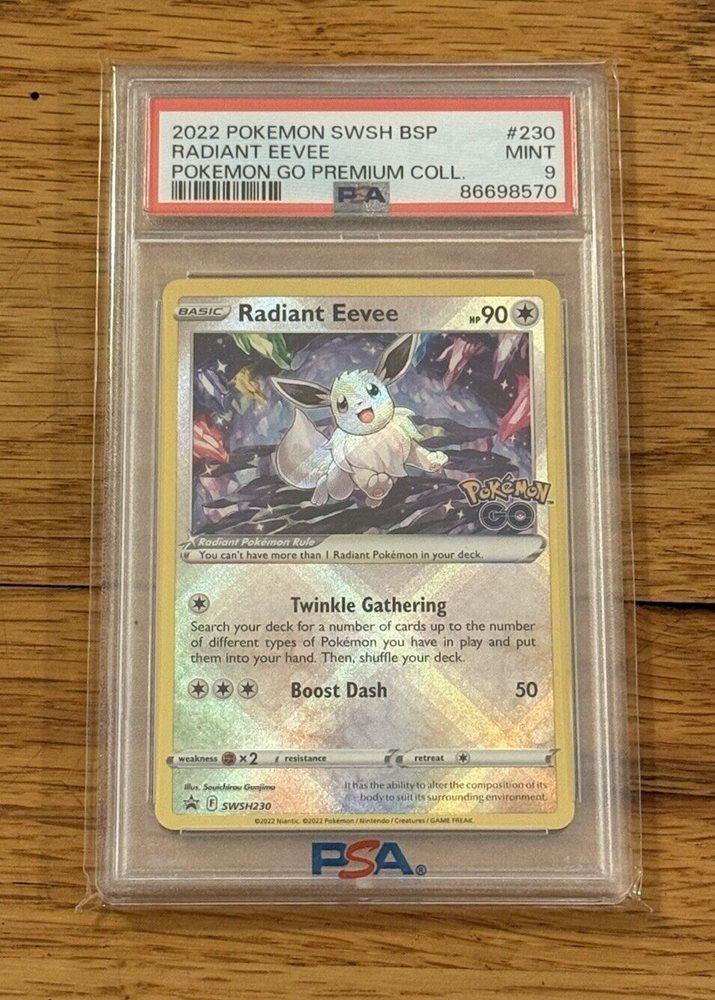 2022 POKEMON SWSH BSP #230
RADIANT EEVEE MINT
POKEMON GO PREMIUM COLL. 9
PSA 86698570
BASIC Radiant Eevee HP 90
Pokémon
GO
Radiant Pokémon Rule
You can't have more than 1 Radiant Pokémon in your deck.
Twinkle Gathering
Search your deck for a number of cards up to the number
of different types of Pokémon you have in play and put
them into your hand. Then, shuffle your deck.
Boost Dash 50
weakness ×2 resistance retreat
Illus. Souichirou Gunjima
It has the ability to alter the composition of its
body to suit its surrounding environment.
F SWSH230
©2022 Niantic. ©2022 Pokémon / Nintendo / Creatures / GAME FREAK.
PSA®